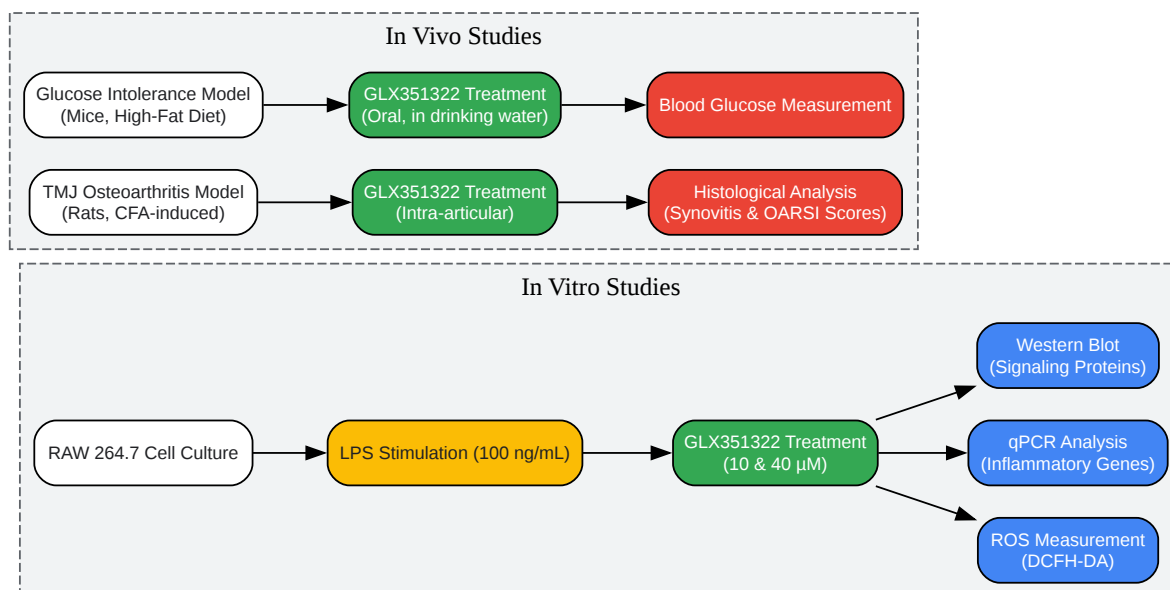 In Vivo Studies
Glucose Intolerance Model
(Mice, High-Fat Diet)
GLX351322 Treatment
(Oral, in drinking water)
Blood Glucose Measurement
TMJ Osteoarthritis Model
(Rats, CFA-induced)
GLX351322 Treatment
(Intra-articular)
Histological Analysis
(Synovitis & OARSI Scores)
In Vitro Studies
RAW 264.7 Cell Culture
LPS Stimulation (100 ng/mL)
GLX351322 Treatment
(10 & 40 µM)
Western Blot
(Signaling Proteins)
qPCR Analysis
(Inflammatory Genes)
ROS Measurement
(DCFH-DA)